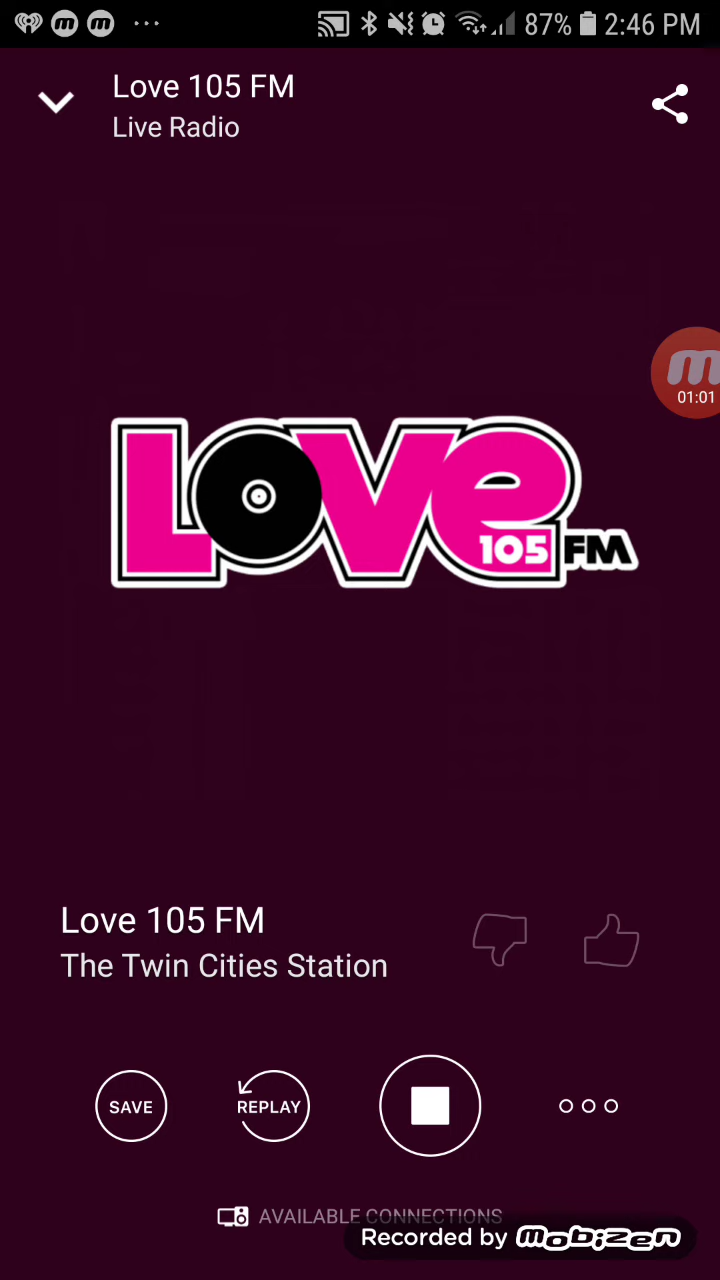 87% 2:46 PM
Love 105 FM
Live Radio
m
01:01
Love
105 FM
Love 105 FM
The Twin Cities Station
SAVE
REPLAY
AVAILABLE CONNECTIONS
Recorded by mobizen